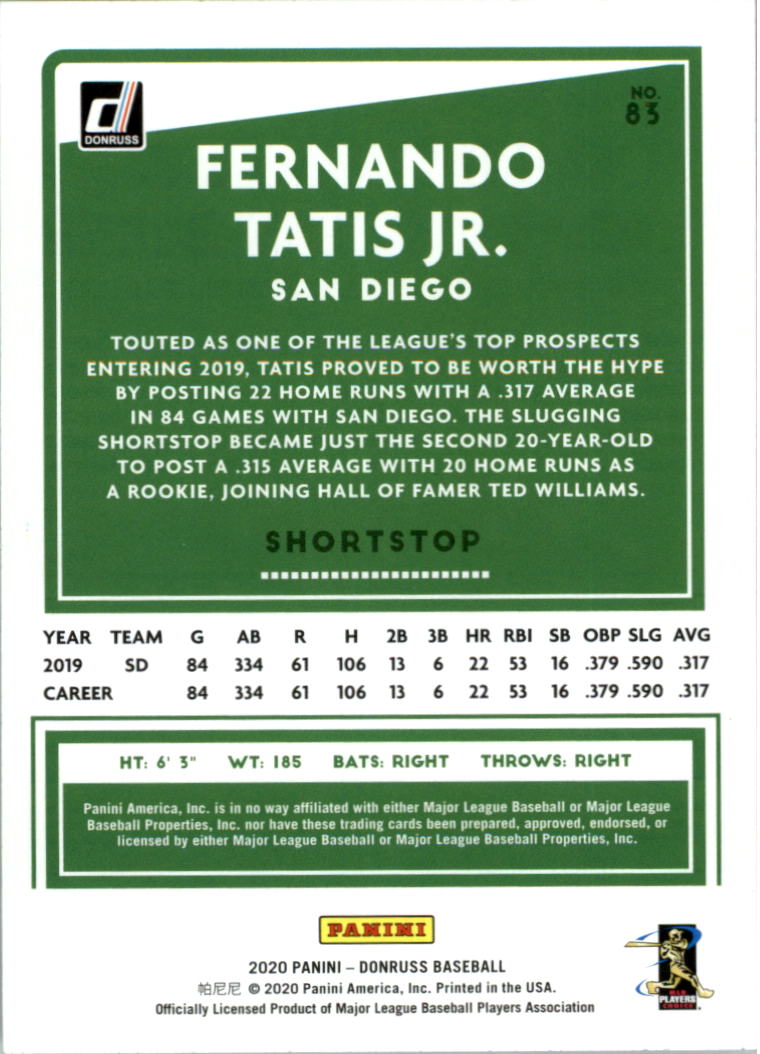 NO.
83
DONRUSS
FERNANDO
TATIS JR.
SAN DIEGO
TOUTED AS ONE OF THE LEAGUE'S TOP PROSPECTS
ENTERING 2019, TATIS PROVED TO BE WORTH THE HYPE
BY POSTING 22 HOME RUNS WITH A .317 AVERAGE
IN 84 GAMES WITH SAN DIEGO. THE SLUGGING
SHORTSTOP BECAME JUST THE SECOND 20-YEAR-OLD
TO POST A .315 AVERAGE WITH 20 HOME RUNS AS
A ROOKIE, JOINING HALL OF FAMER TED WILLIAMS.
SHORTSTOP
YEAR TEAM G AB R H 2B 3B HR RBI SB OBP SLG AVG
2019 SD 84 334 61 106 13 6 22 53 16 .379 .590 .317
CAREER 84 334 61 106 13 6 22 53 16 .379 .590 .317
HT: 6' 3" WT: 185 BATS: RIGHT THROWS: RIGHT
Panini America, Inc. is in no way affiliated with either Major League Baseball or Major League
Baseball Properties, Inc. nor have these trading cards been prepared, approved, endorsed, or
licensed by either Major League Baseball or Major League Baseball Properties, Inc.
PANINI
2020 PANINI – DONRUSS BASEBALL
帕尼尼 © 2020 Panini America, Inc. Printed in the USA.
Officially Licensed Product of Major League Baseball Players Association
MLB
PLAYERS
CHOICE